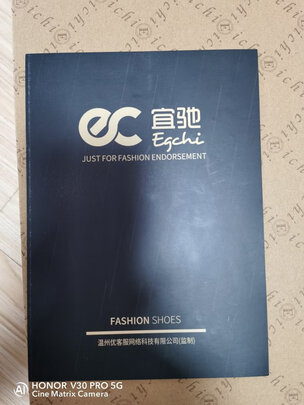 ec 宜驰
Egchi
JUST FOR FASHION ENDORSEMENT
FASHION SHOES
温州优客服网络科技有限公司(监制)
HONOR V30 PRO 5G
AI Cine Matrix Camera